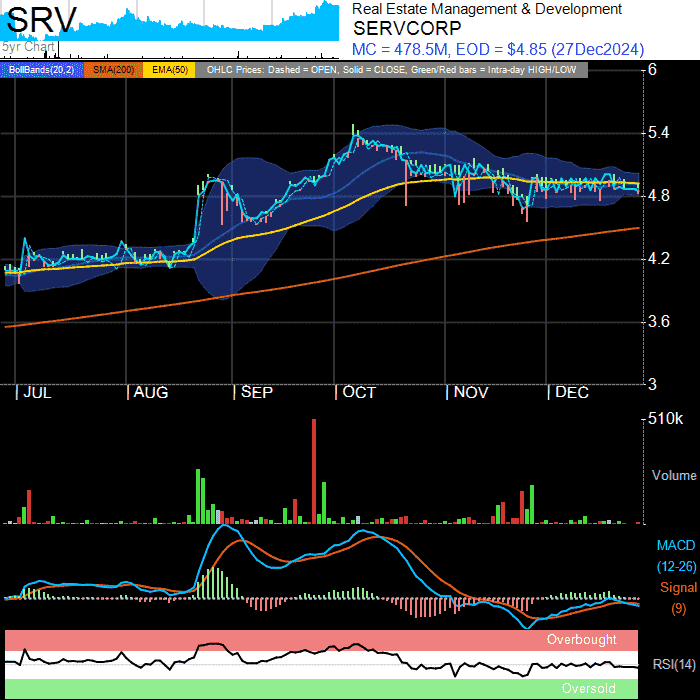 SRV
5yr Chart
Real Estate Management & Development
SERVCORP
MC = 478.5M, EOD = $4.85 (27Dec2024)
BollBands(20,2) SMA(200) EMA(50) OHLC Prices: Dashed = OPEN, Solid = CLOSE, Green/Red bars = Intra-day HIGH/LOW
6
5.4
4.8
4.2
3.6
3
JUL AUG SEP OCT NOV DEC
510k
Volume
MACD
(12-26)
Signal
(9)
Overbought
RSI(14)
Oversold